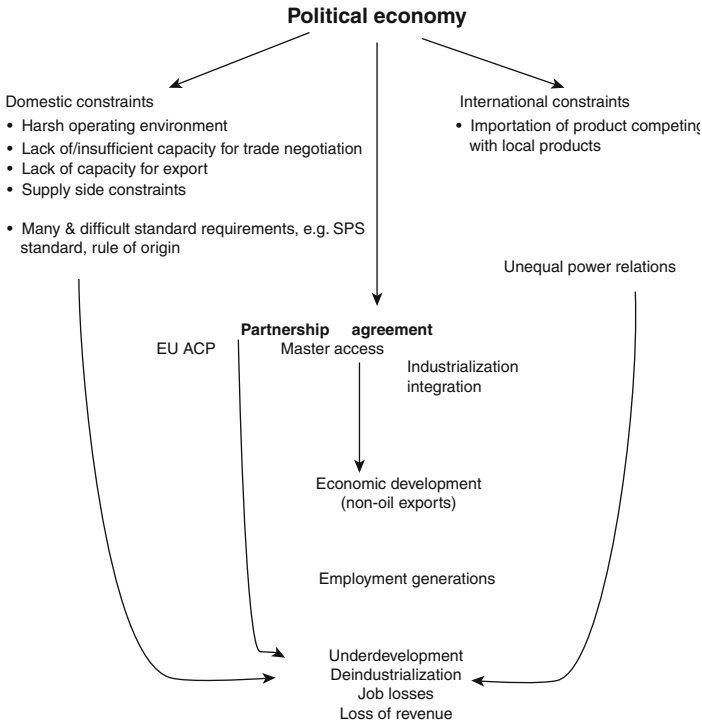 Political economy
Domestic constraints
• Harsh operating environment
• Lack of/insufficient capacity for trade negotiation
• Lack of capacity for export
• Supply side constraints
• Many & difficult standard requirements, e.g. SPS
standard, rule of origin
International constraints
• Importation of product competing
with local products
Unequal power relations
Partnership agreement
EU ACP
Master access
Industrialization
integration
Economic development
(non-oil exports)
Employment generations
Underdevelopment
Deindustrialization
Job losses
Loss of revenue